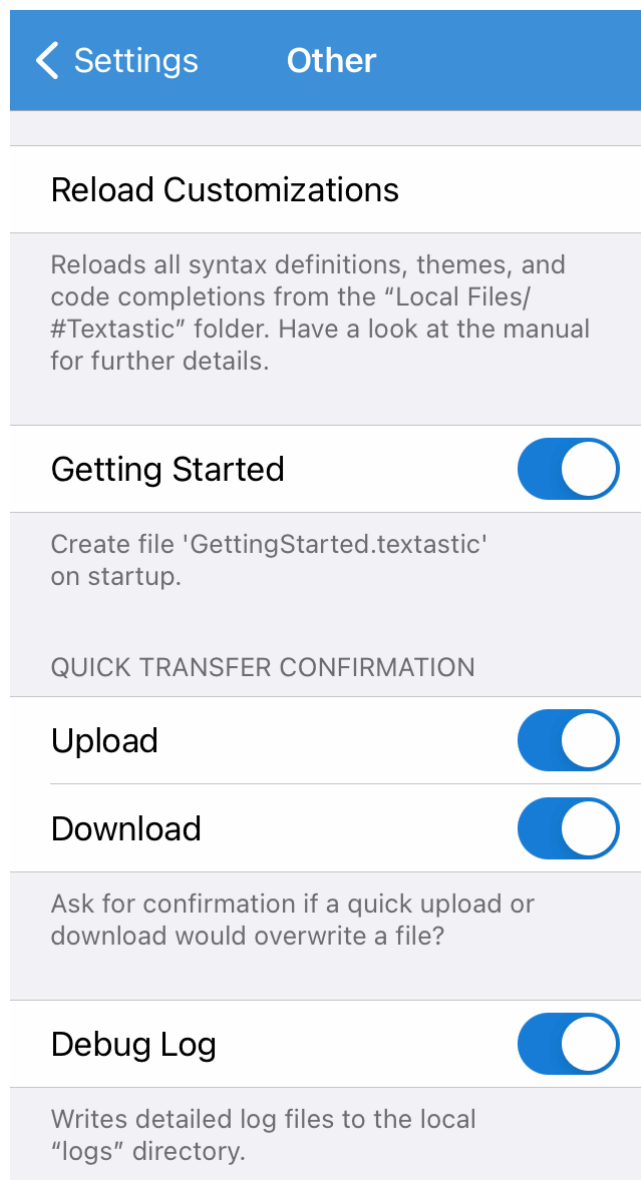 Settings
Other
Reload Customizations
Reloads all syntax definitions, themes, and
code completions from the “Local Files/
#Textastic” folder. Have a look at the manual
for further details.
Getting Started
Create file 'GettingStarted.textastic'
on startup.
QUICK TRANSFER CONFIRMATION
Upload
Download
Ask for confirmation if a quick upload or
download would overwrite a file?
Debug Log
Writes detailed log files to the local
“logs” directory.